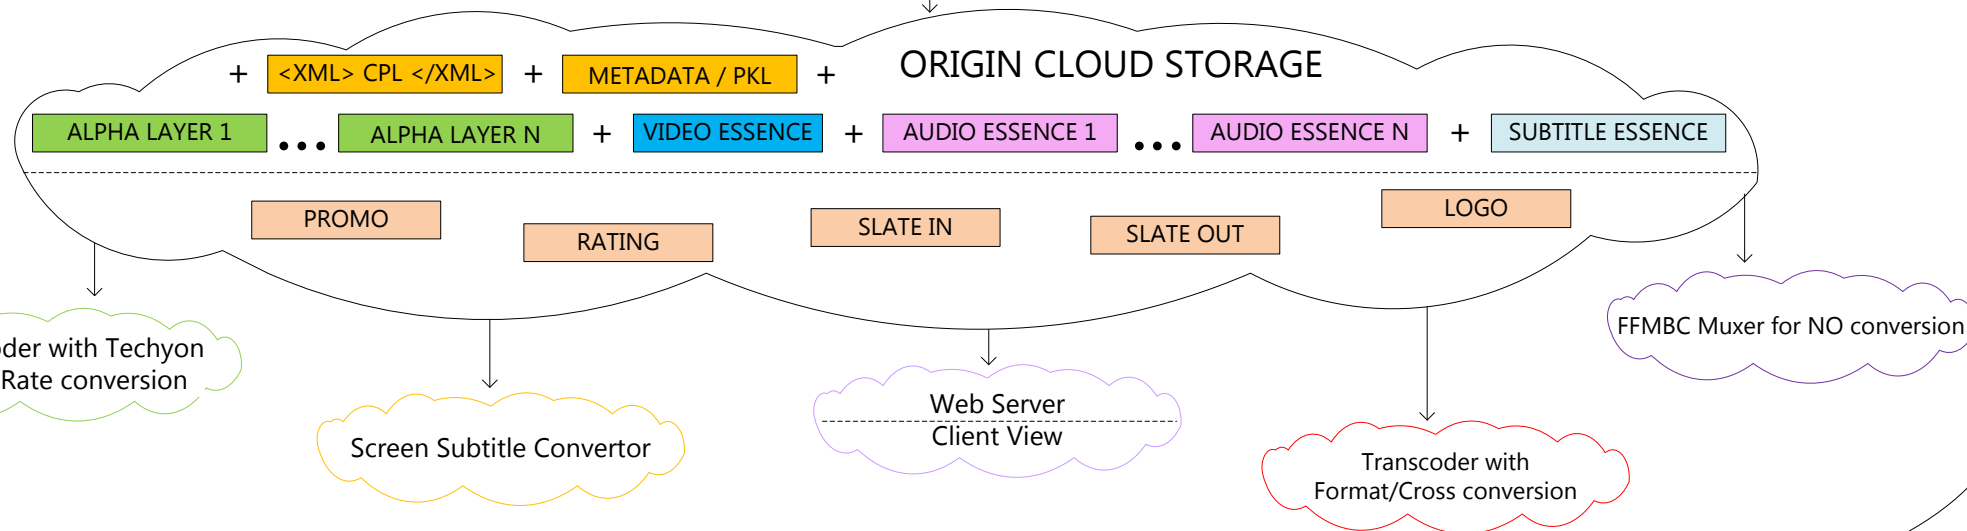 ORIGIN CLOUD STORAGE
+ <XML> CPL </XML> + METADATA / PKL +
ALPHA LAYER 1 ... ALPHA LAYER N + VIDEO ESSENCE + AUDIO ESSENCE 1 ... AUDIO ESSENCE N + SUBTITLE ESSENCE
PROMO
RATING
SLATE IN
SLATE OUT
LOGO
with Techyon
Rate conversion
Screen Subtitle Convertor
Web Server
Client View
Transcoder with
Format/Cross conversion
FFMBC Muxer for NO conversion